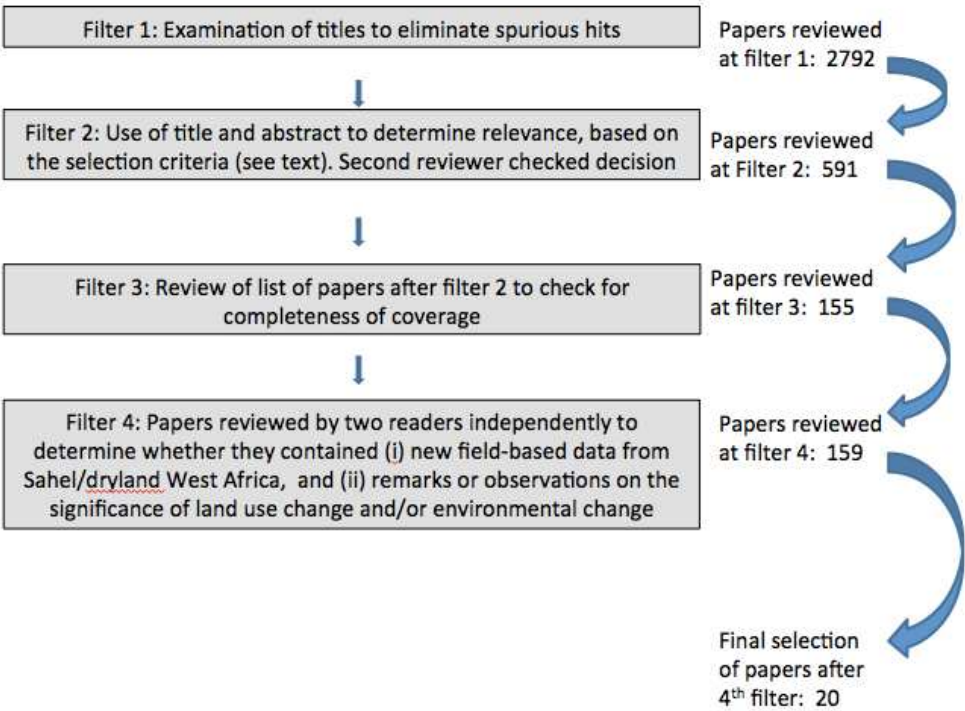 Filter 1: Examination of titles to eliminate spurious hits
Papers reviewed
at filter 1: 2792
Filter 2: Use of title and abstract to determine relevance, based on
the selection criteria (see text). Second reviewer checked decision
Papers reviewed
at Filter 2: 591
Filter 3: Review of list of papers after filter 2 to check for
completeness of coverage
Papers reviewed
at filter 3: 155
Filter 4: Papers reviewed by two readers independently to
determine whether they contained (i) new field-based data from
Sahel/dryland West Africa, and (ii) remarks or observations on the
significance of land use change and/or environmental change
Papers reviewed
at filter 4: 159
Final selection
of papers after
4th filter: 20